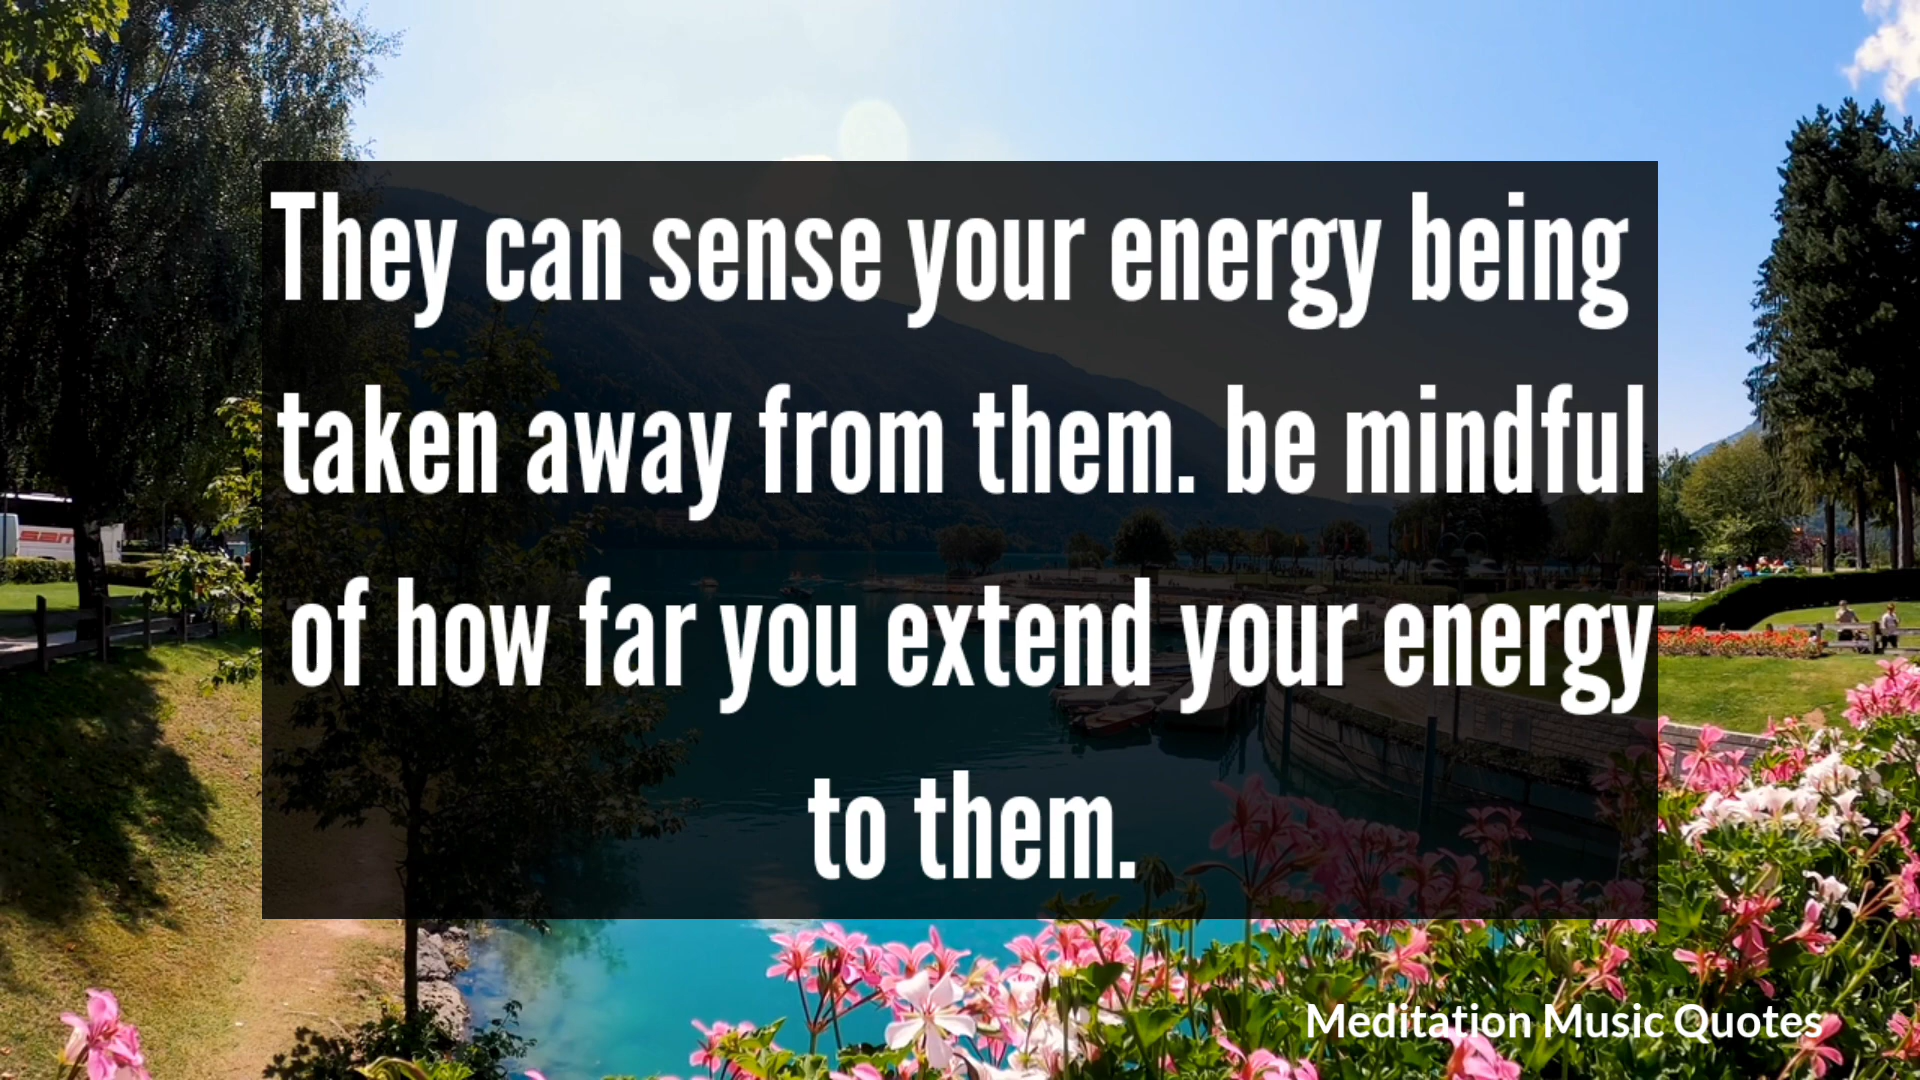 They can sense your energy being
taken away from them. be mindful
of how far you extend your energy
to them.
Meditation Music Quotes